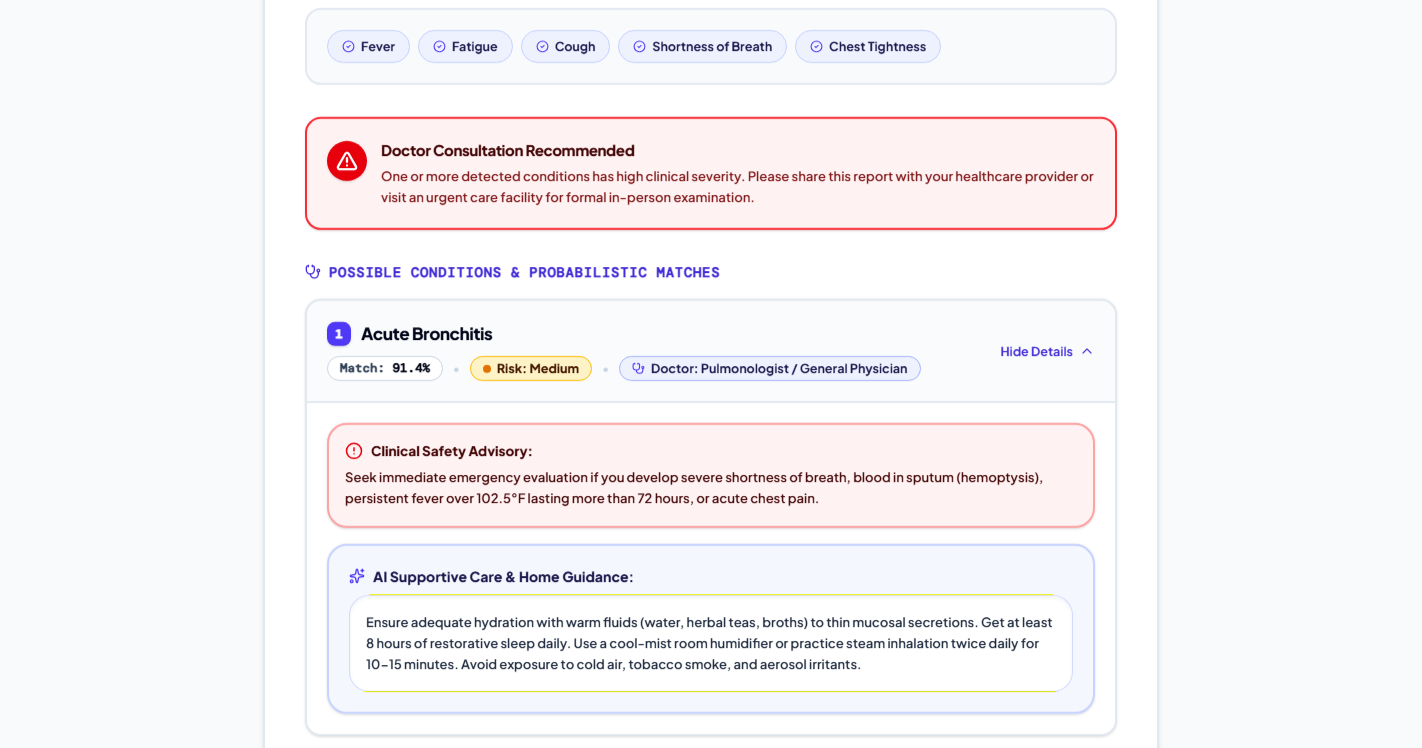 Fever Fatigue Cough Shortness of Breath Chest Tightness
Doctor Consultation Recommended
One or more detected conditions has high clinical severity. Please share this report with your healthcare provider or
visit an urgent care facility for formal in-person examination.
POSSIBLE CONDITIONS & PROBABILISTIC MATCHES
1 Acute Bronchitis
Hide Details
Match: 91.4% • Risk: Medium • Doctor: Pulmonologist / General Physician
Clinical Safety Advisory:
Seek immediate emergency evaluation if you develop severe shortness of breath, blood in sputum (hemoptysis),
persistent fever over 102.5°F lasting more than 72 hours, or acute chest pain.
AI Supportive Care & Home Guidance:
Ensure adequate hydration with warm fluids (water, herbal teas, broths) to thin mucosal secretions. Get at least
8 hours of restorative sleep daily. Use a cool-mist room humidifier or practice steam inhalation twice daily for
10–15 minutes. Avoid exposure to cold air, tobacco smoke, and aerosol irritants.